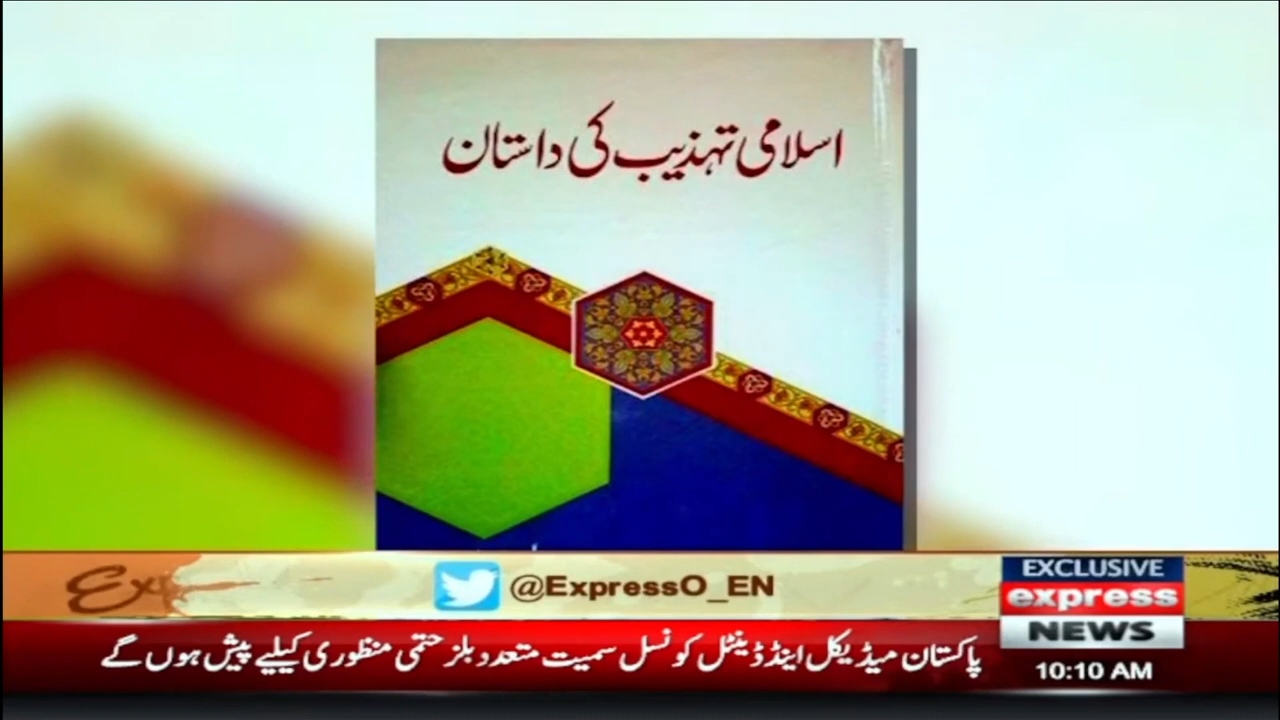 اسلامی تہذیب کی داستان
Exp
@ExpressO_EN
EXCLUSIVE
express
NEWS
10:10 AM
پاکستان میڈیکل اینڈ ڈینٹل کونسل سمیت متعدد بلز حتمی منظوری کیلیے پیش ہوں گے